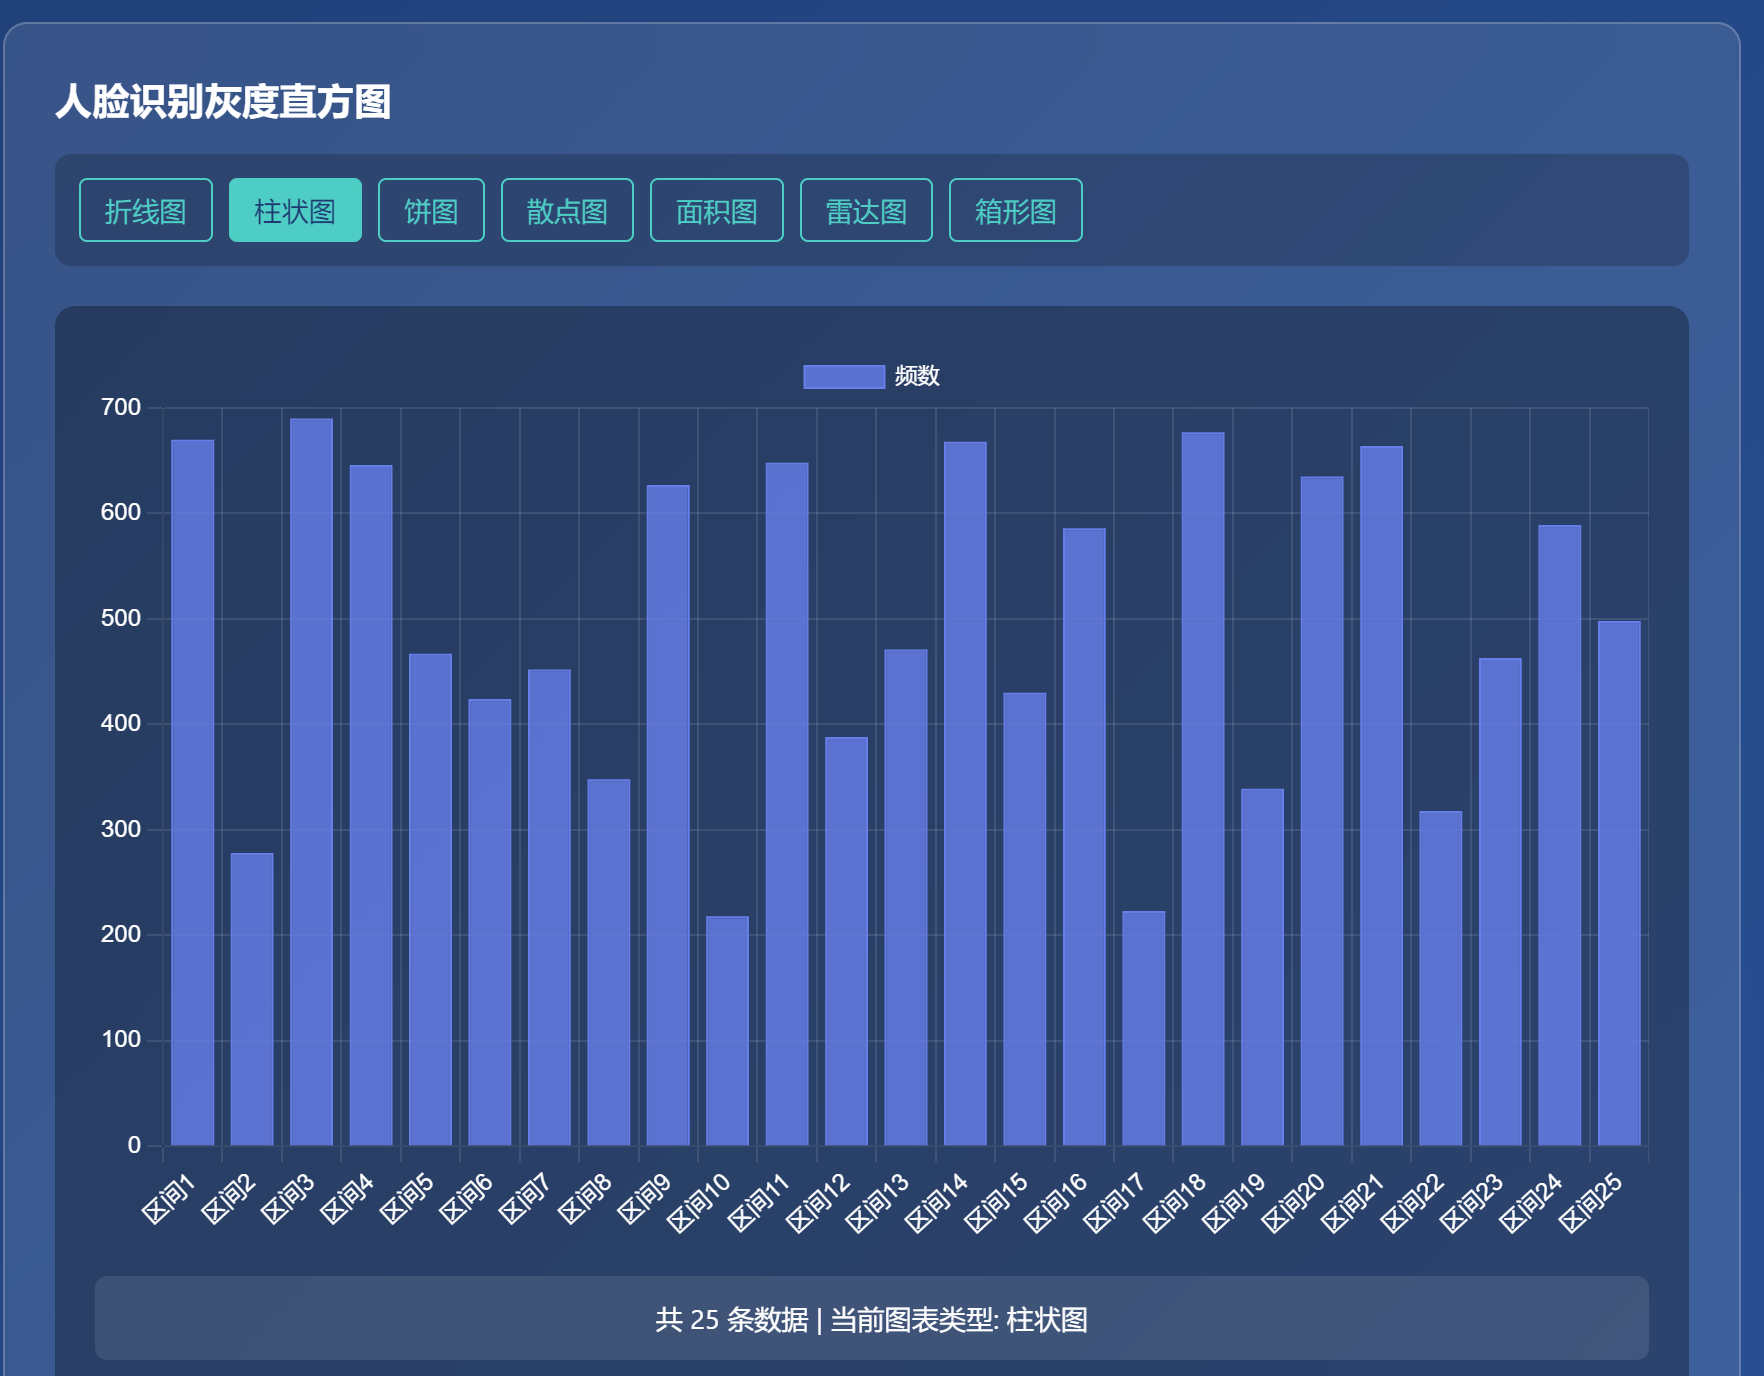 人脸识别灰度直方图
折线图 柱状图 饼图 散点图 面积图 雷达图 箱形图
频数
700
600
500
400
300
200
100
0
区间1 区间2 区间3 区间4 区间5 区间6 区间7 区间8 区间9 区间10 区间11 区间12 区间13 区间14 区间15 区间16 区间17 区间18 区间19 区间20 区间21 区间22 区间23 区间24 区间25
共 25 条数据 | 当前图表类型: 柱状图